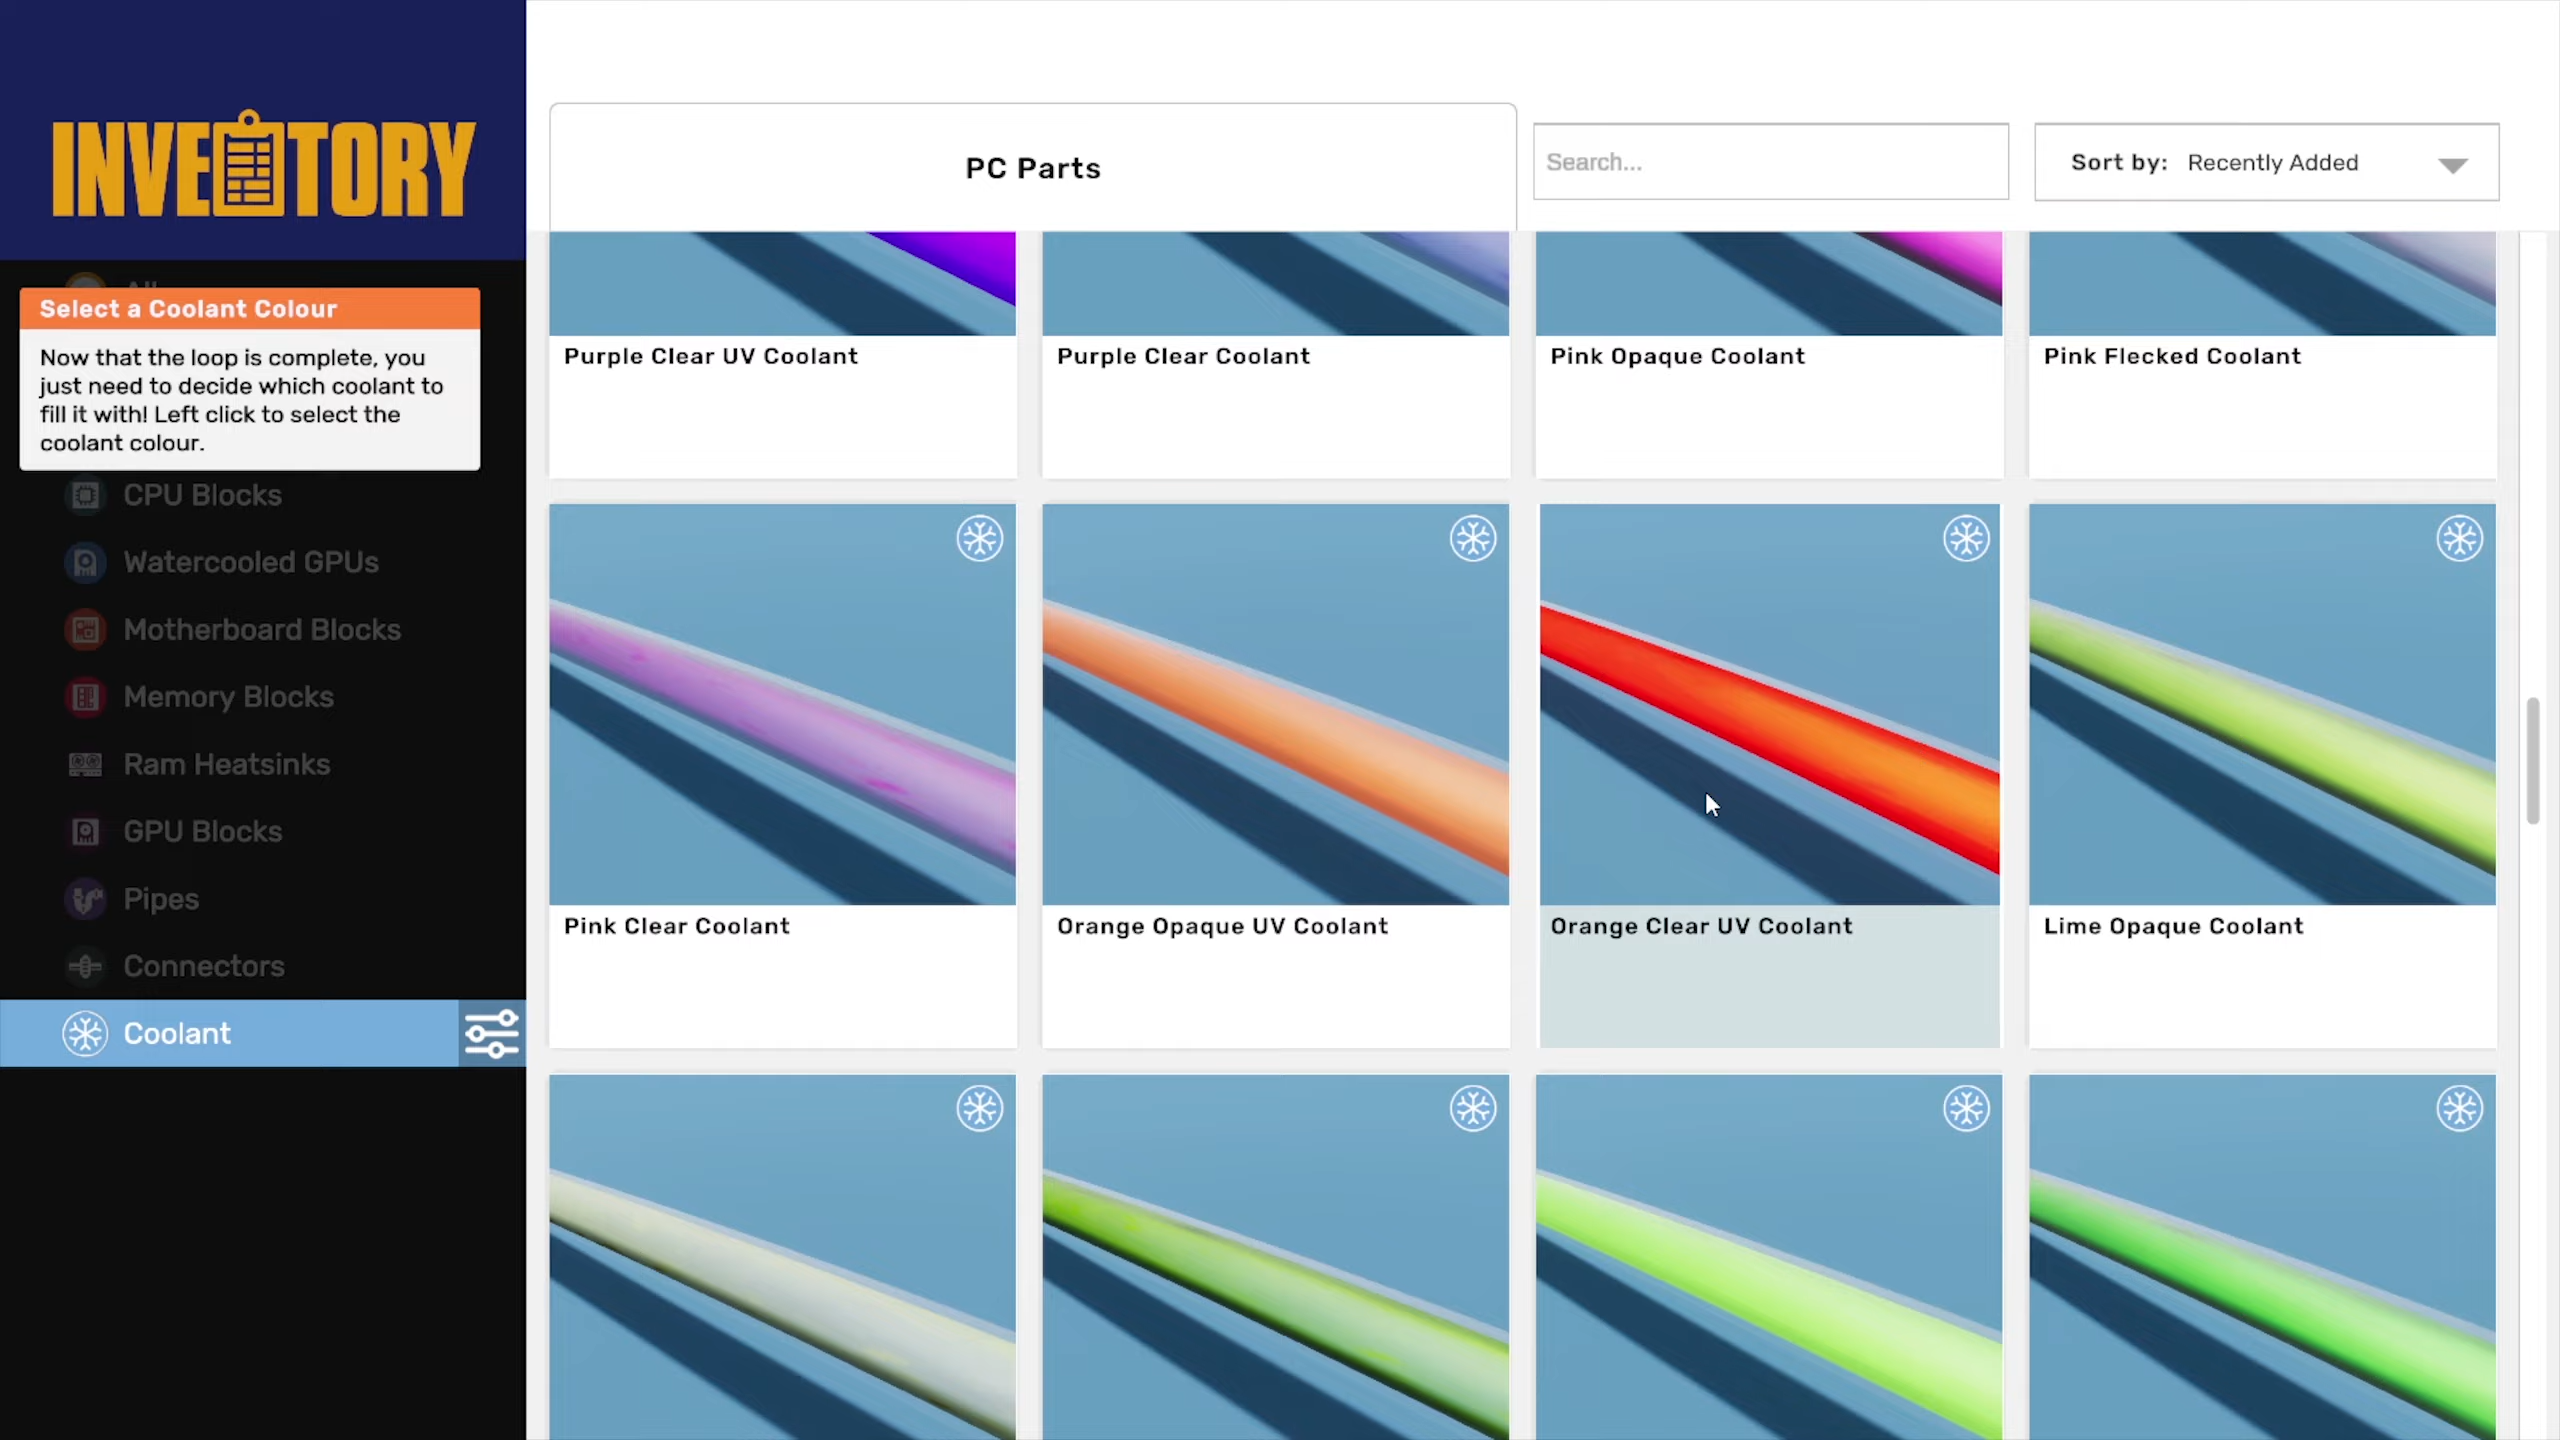 INVENTORY
PC Parts
Search...
Sort by: Recently Added
Select a Coolant Colour
Now that the loop is complete, you
just need to decide which coolant to
fill it with! Left click to select the
coolant colour.
CPU Blocks
Watercooled GPUs
Motherboard Blocks
Memory Blocks
Ram Heatsinks
GPU Blocks
Pipes
Connectors
Coolant
Purple Clear UV Coolant
Purple Clear Coolant
Pink Opaque Coolant
Pink Flecked Coolant
Pink Clear Coolant
Orange Opaque UV Coolant
Orange Clear UV Coolant
Lime Opaque Coolant